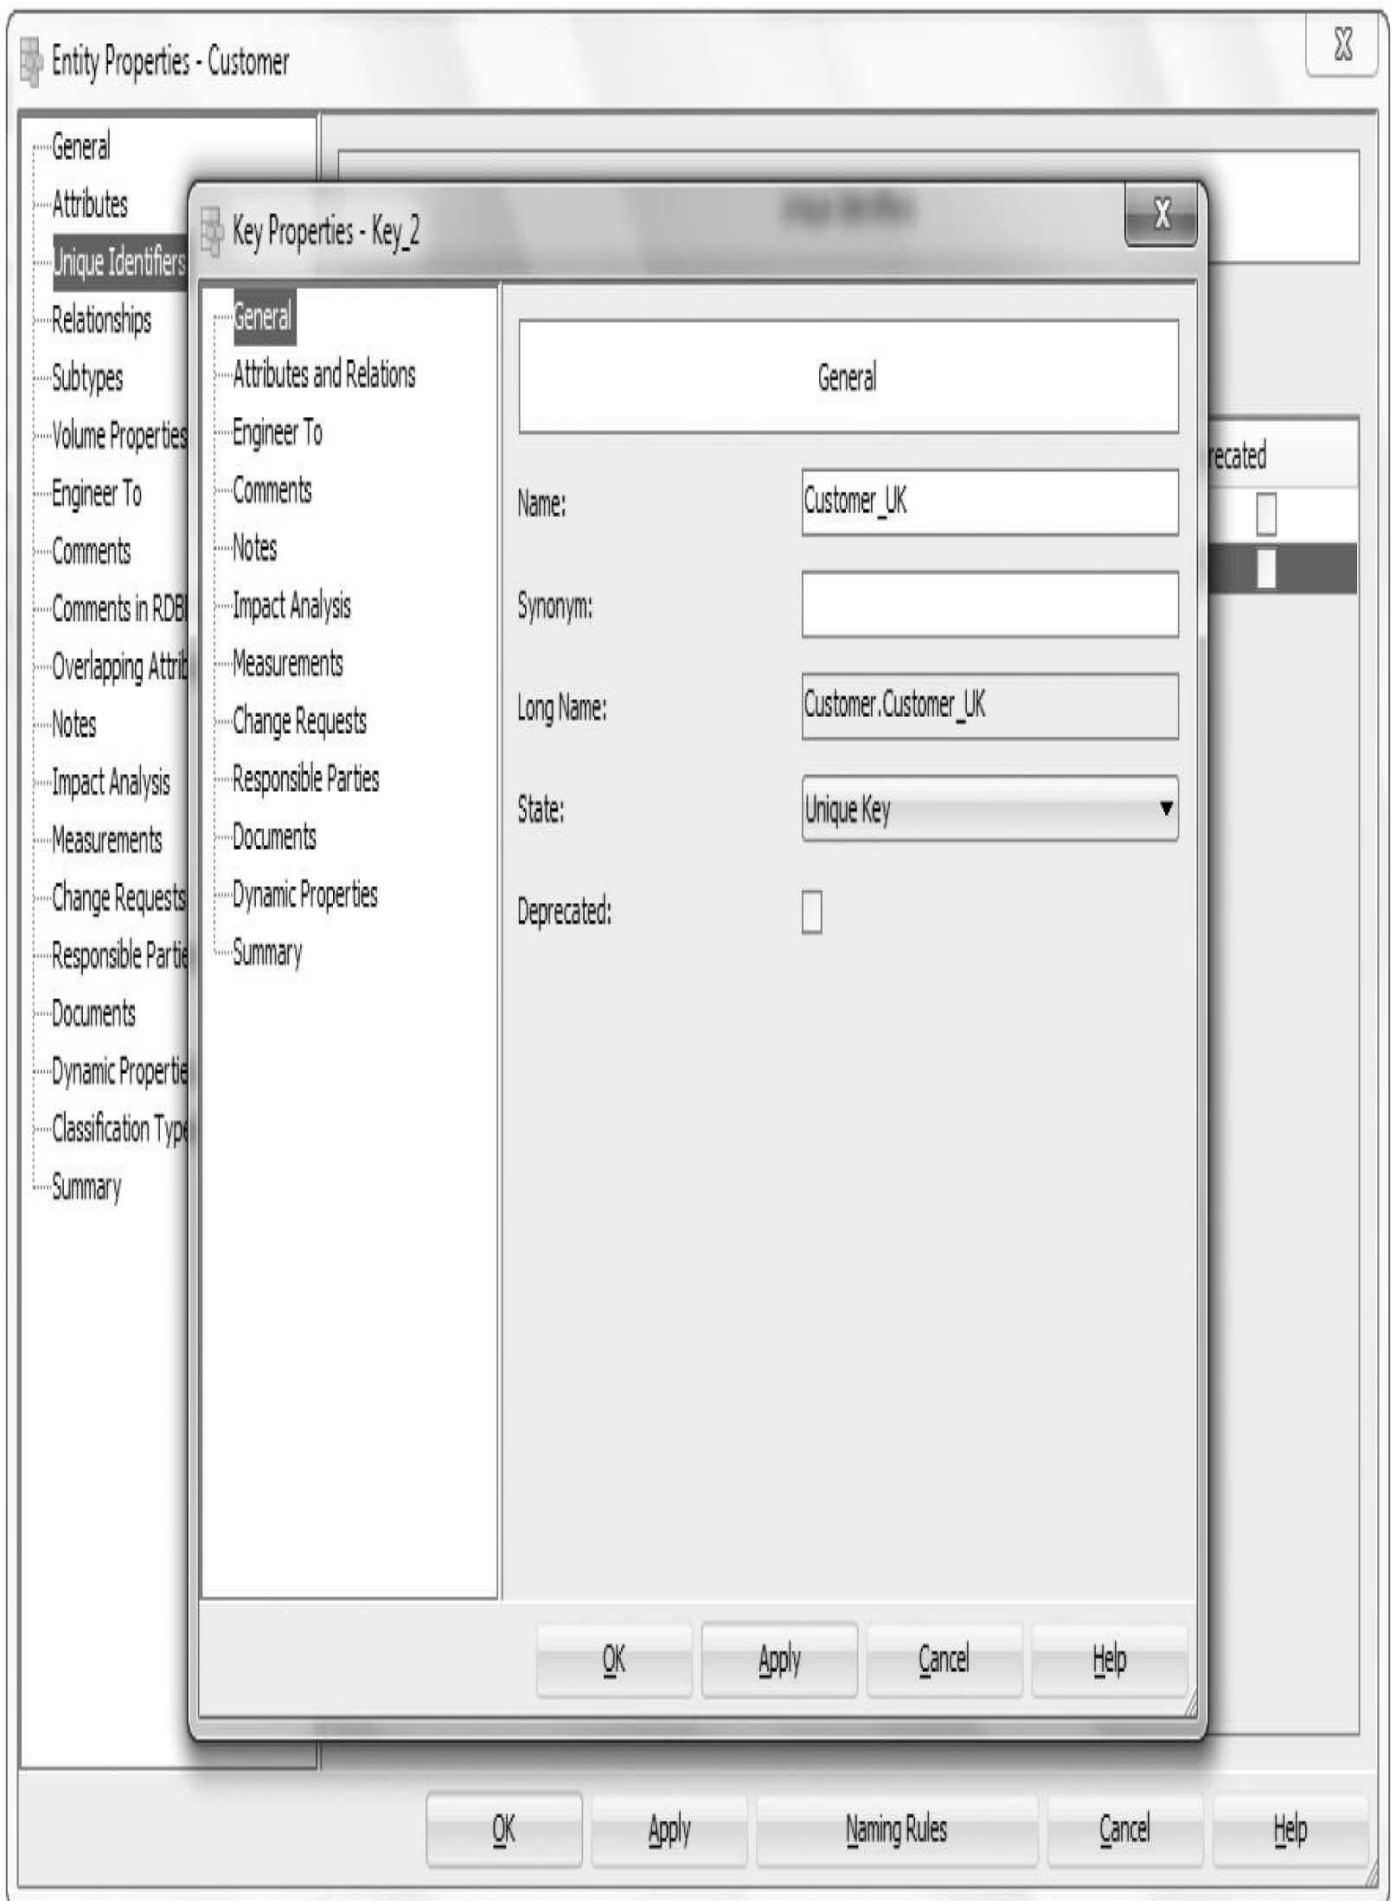 Entity Properties - Customer
X
General
Attributes
Unique Identifiers
Relationships
Subtypes
Volume Properties
Engineer To
Comments
Comments in RDB
Overlapping Attrib
Notes
Impact Analysis
Measurements
Change Requests
Responsible Partie
Documents
Dynamic Propertie
Classification Type
Summary
recated
Key Properties - Key_2
Unique Identifiers
X
General
Attributes and Relations
Engineer To
Comments
Notes
Impact Analysis
Measurements
Change Requests
Responsible Parties
Documents
Dynamic Properties
Summary
General
Name:
Customer_UK
Synonym:
Long Name:
Customer.Customer_UK
State:
Unique Key
Deprecated:
OK
Apply
Cancel
Help
OK
Apply
Naming Rules
Cancel
Help